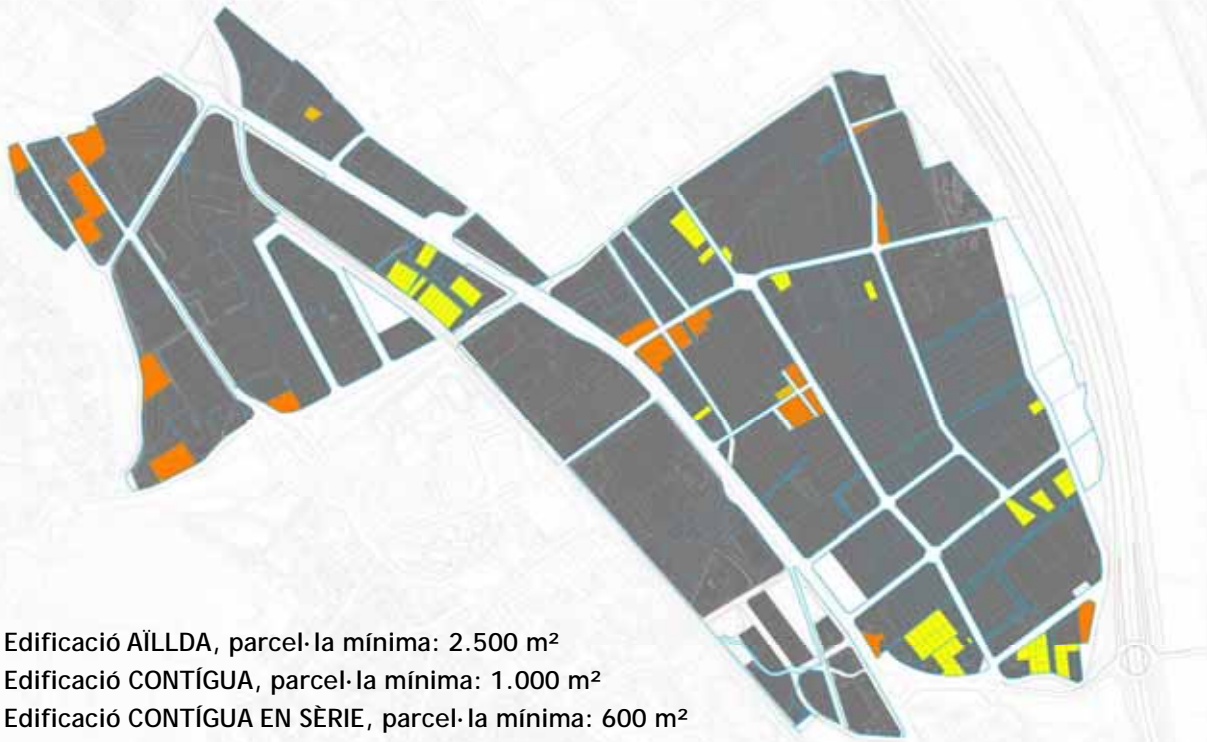 Edificació AÏLLDA, parcel·la mínima: 2.500 m²
Edificació CONTÍGUA, parcel·la mínima: 1.000 m²
Edificació CONTÍGUA EN SÈRIE, parcel·la mínima: 600 m²